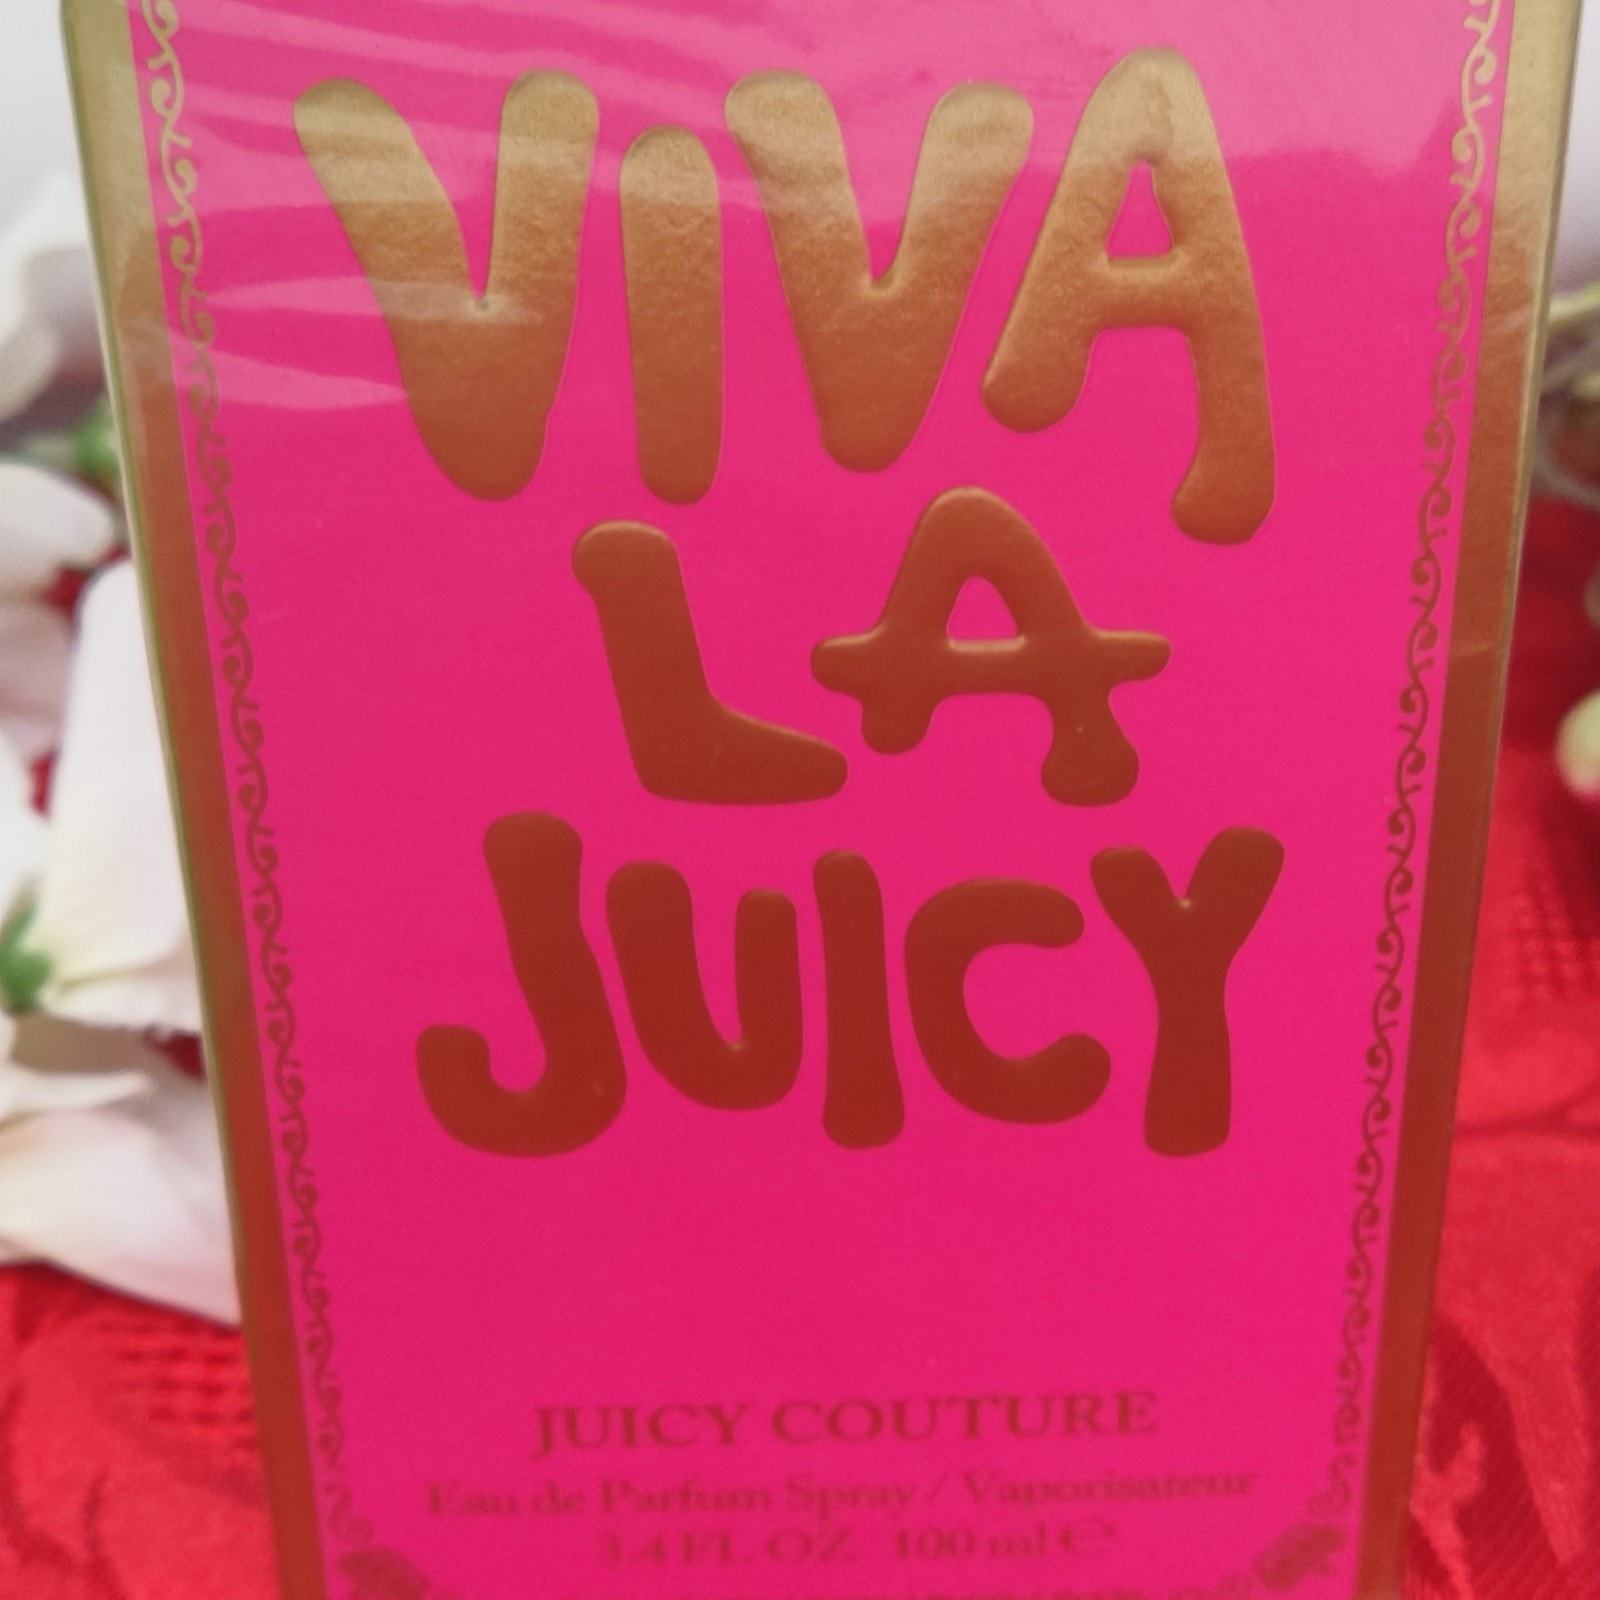 VIVA
LA
JUICY
JUICY COUTURE
Eau de Parfum Spray / Vaporisateur
3.4 FL OZ 100 ml ℮